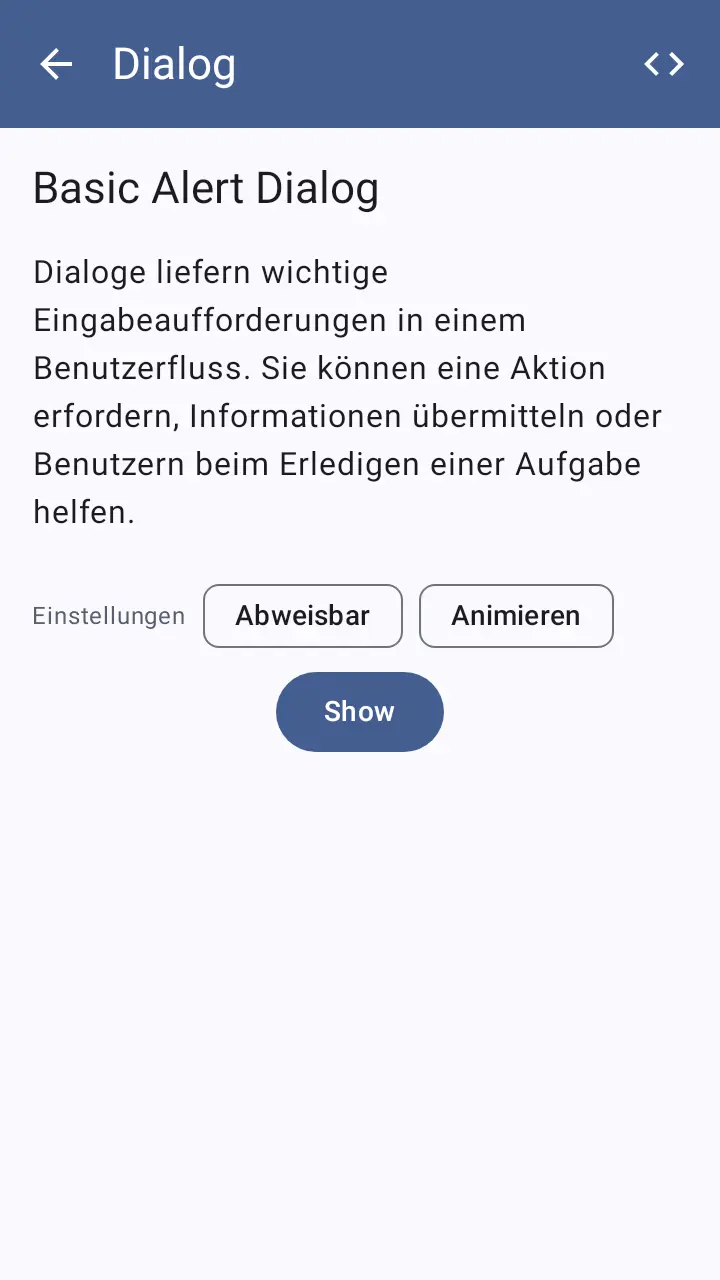 Dialog
Basic Alert Dialog
Dialoge liefern wichtige
Eingabeaufforderungen in einem
Benutzerfluss. Sie können eine Aktion
erfordern, Informationen übermitteln oder
Benutzern beim Erledigen einer Aufgabe
helfen.
Einstellungen Abweisbar Animieren
Show